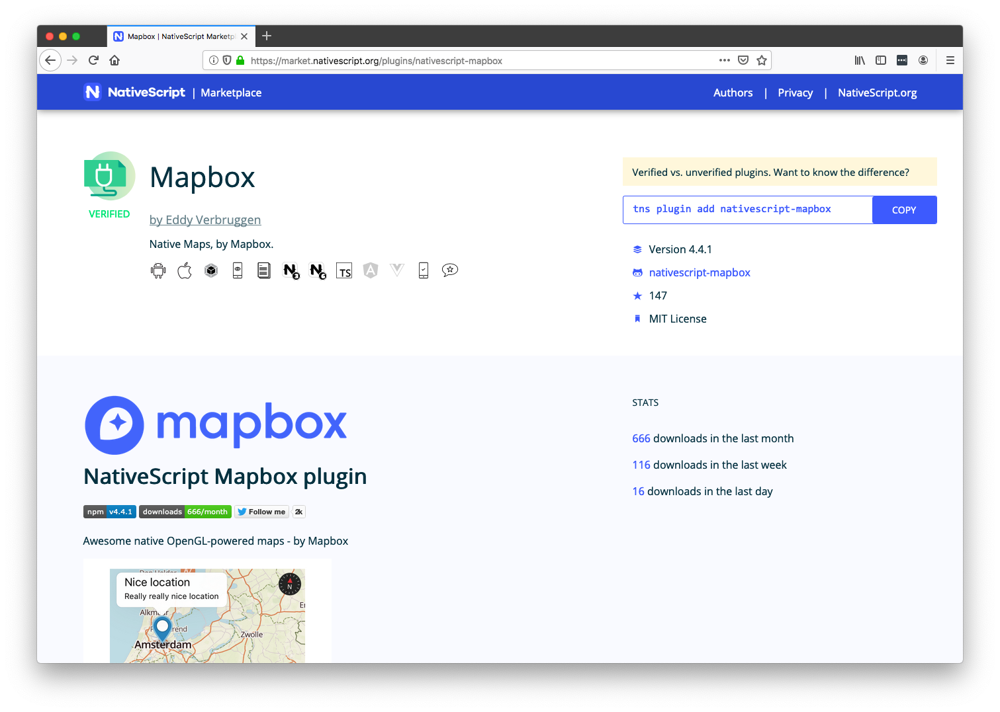 Mapbox | NativeScript Marketpl
https://market.nativescript.org/plugins/nativescript-mapbox
NativeScript | Marketplace
Authors | Privacy | NativeScript.org
Mapbox
VERIFIED
by Eddy Verbruggen
Native Maps, by Mapbox.
N3
N6
TS
Verified vs. unverified plugins. Want to know the difference?
tns plugin add nativescript-mapbox
COPY
Version 4.4.1
nativescript-mapbox
147
MIT License
mapbox
NativeScript Mapbox plugin
npm v4.4.1 downloads 666/month Follow me 2k
Awesome native OpenGL-powered maps - by Mapbox
Nice location
Really really nice location
N
Zwolle
Amsterdam
STATS
666 downloads in the last month
116 downloads in the last week
16 downloads in the last day